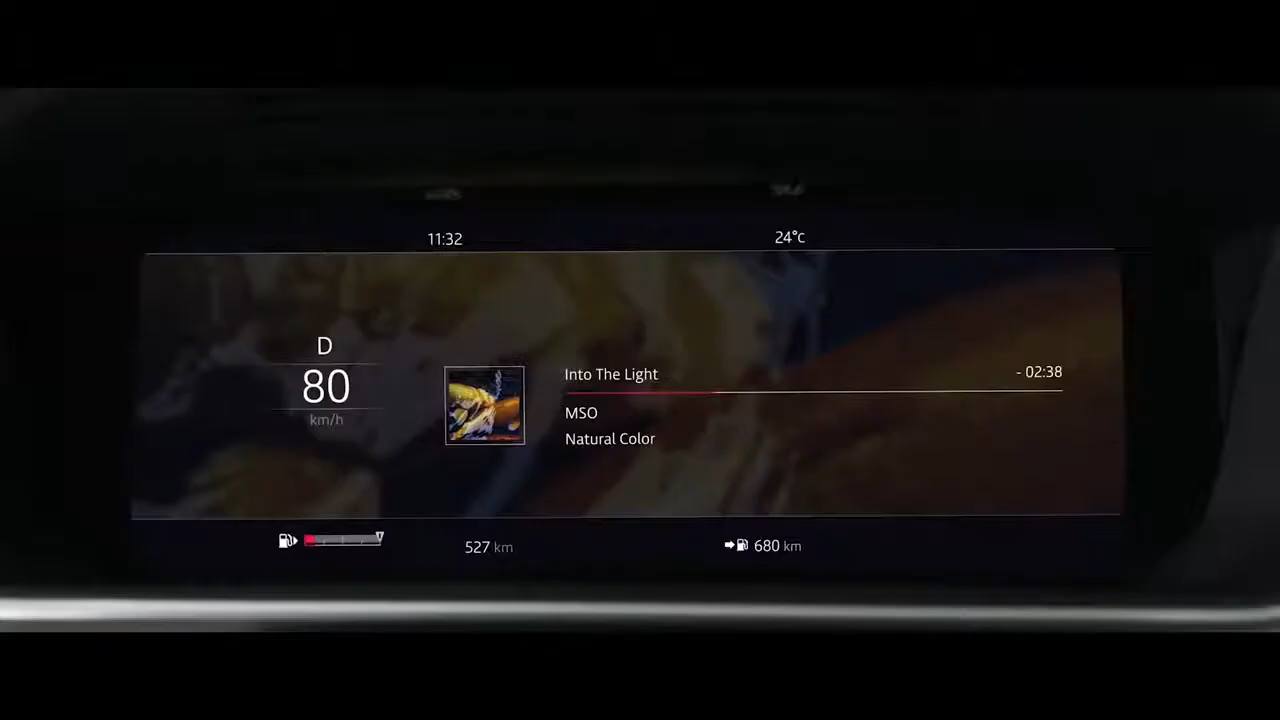 11:32
24°c
D
80
km/h
Into The Light
- 02:38
MSO
Natural Color
527 km
680 km